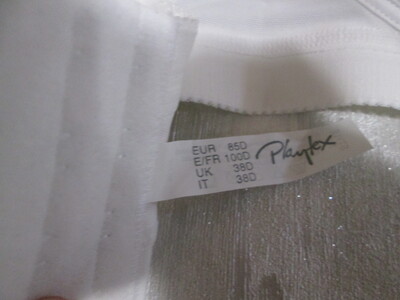 EUR 85D
E/FR 100D
UK 38D
IT 38D
Playtex